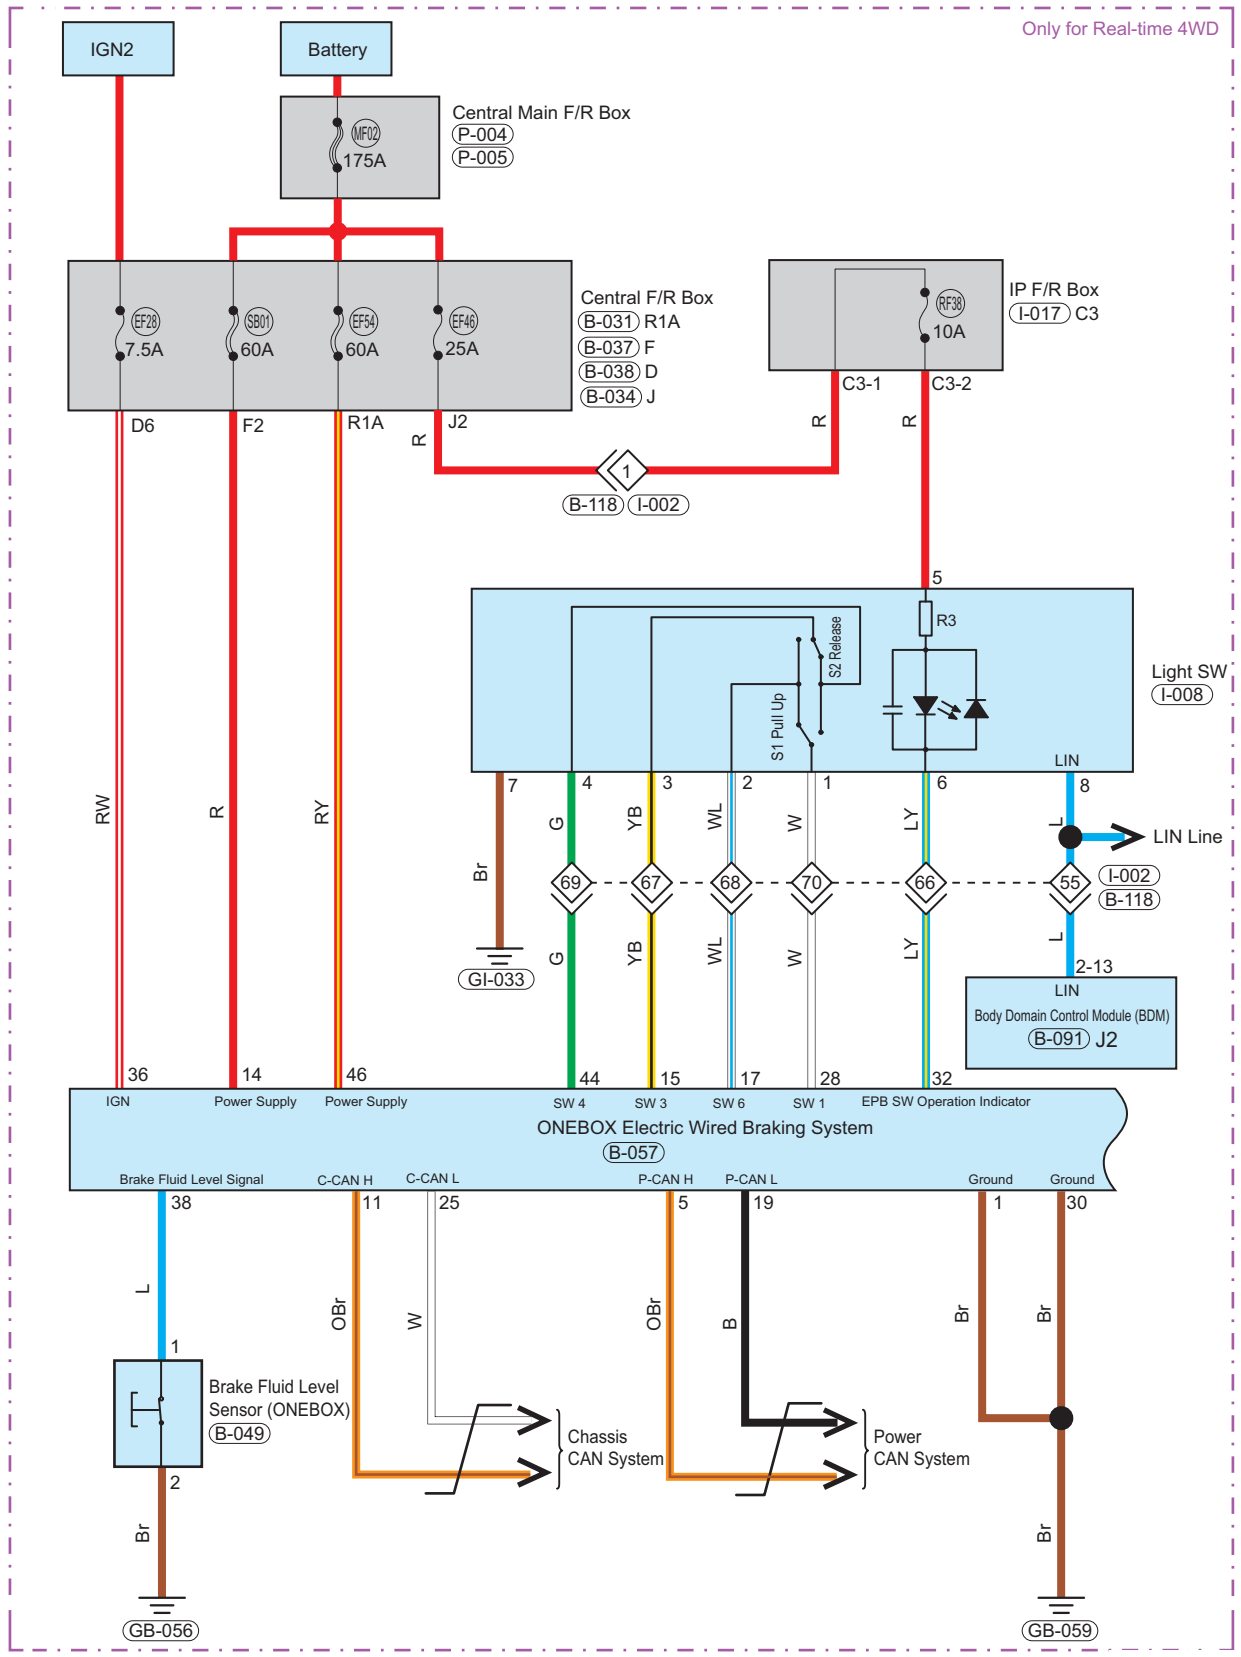 Only for Real-time 4WD
IGN2
Battery
Central Main F/R Box
P-004
P-005
MF02
175A
EF28
7.5A
SB01
60A
EF54
60A
EF46
25A
Central F/R Box
B-031 R1A
B-037 F
B-038 D
B-034 J
RF38
10A
IP F/R Box
I-017 C3
D6
F2
R1A
J2
C3-1
C3-2
R
R
R
1
B-118 I-002
5
R3
S2 Release
S1 Pull Up
Light SW
I-008
LIN
7
4
3
2
1
6
8
RW
R
RY
Br
G
YB
WL
W
LY
L
LIN Line
69
67
68
70
66
55
I-002
B-118
G
YB
WL
W
LY
L
GI-033
2-13
LIN
Body Domain Control Module (BDM)
B-091 J2
36
14
46
44
15
17
28
32
IGN
Power Supply
Power Supply
SW 4
SW 3
SW 6
SW 1
EPB SW Operation Indicator
ONEBOX Electric Wired Braking System
B-057
Brake Fluid Level Signal
C-CAN H
C-CAN L
P-CAN H
P-CAN L
Ground
Ground
38
11
25
5
19
1
30
L
OBr
W
OBr
B
Br
Br
1
Brake Fluid Level
Sensor (ONEBOX)
B-049
2
Chassis
CAN System
Power
CAN System
Br
Br
GB-056
GB-059